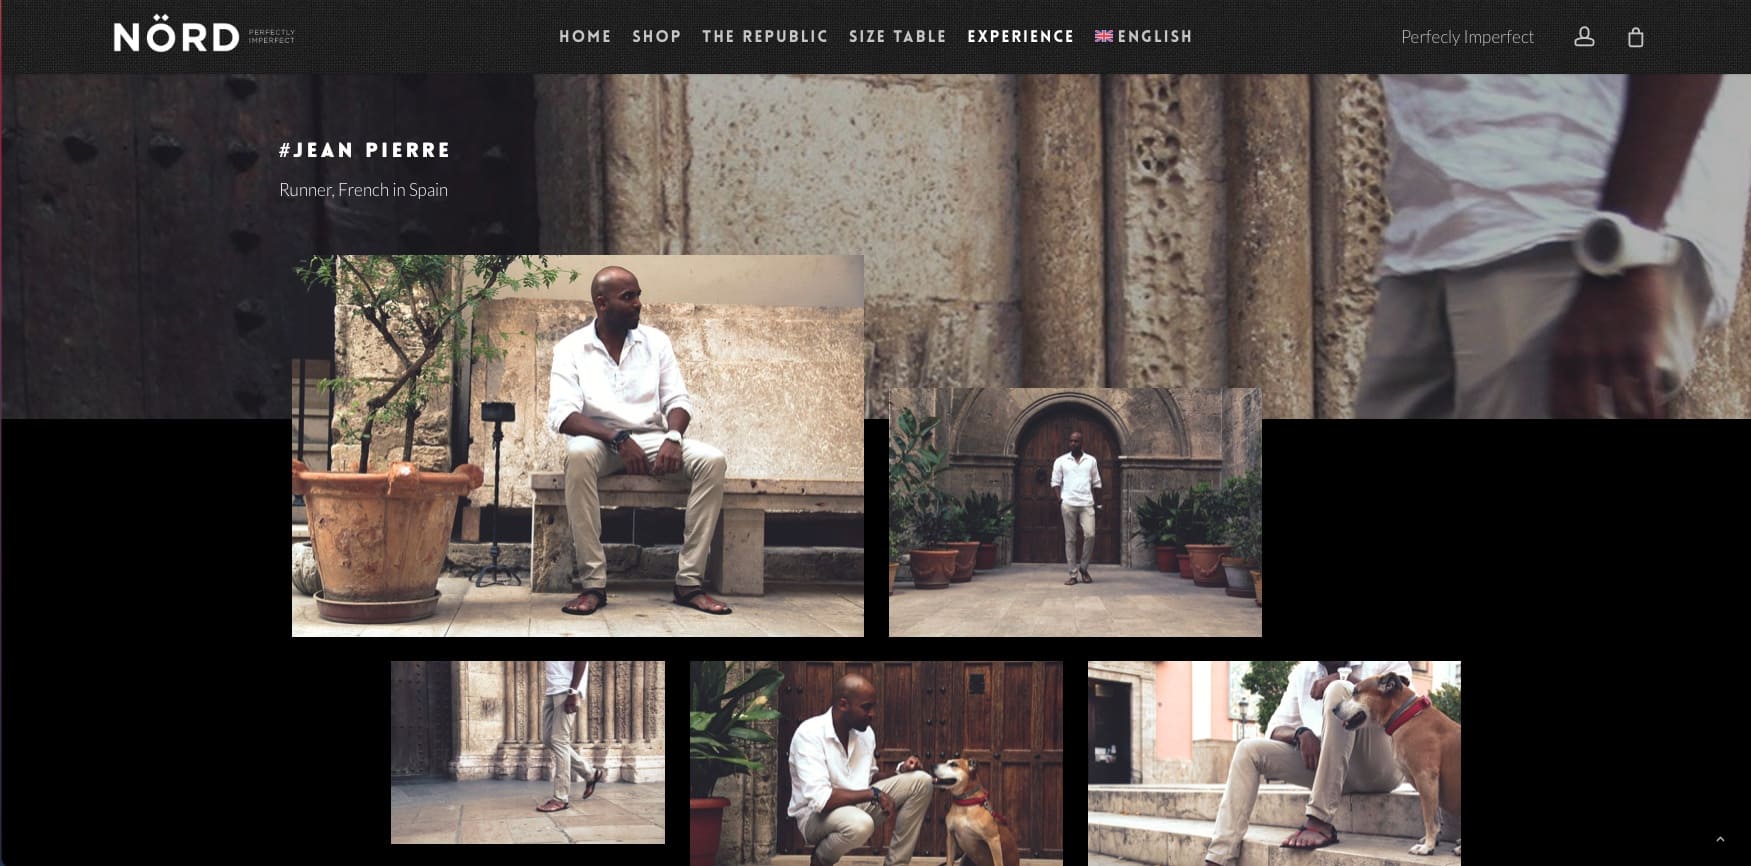 NÖRD PERFECTLY
IMPERFECT
HOME SHOP THE REPUBLIC SIZE TABLE EXPERIENCE ENGLISH
Perfecly Imperfect
#JEAN PIERRE
Runner, French in Spain